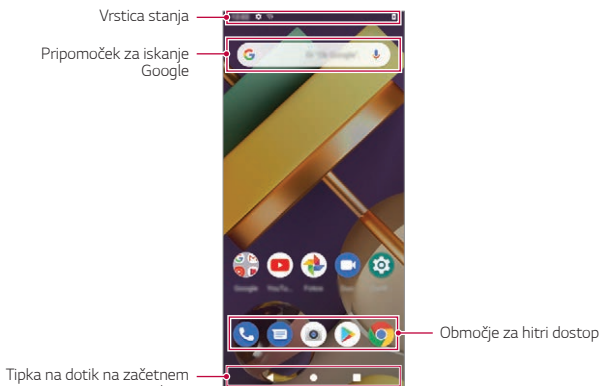 Vrstica stanja
Pripomoček za iskanje
Google
Območje za hitri dostop
Tipka na dotik na začetnem